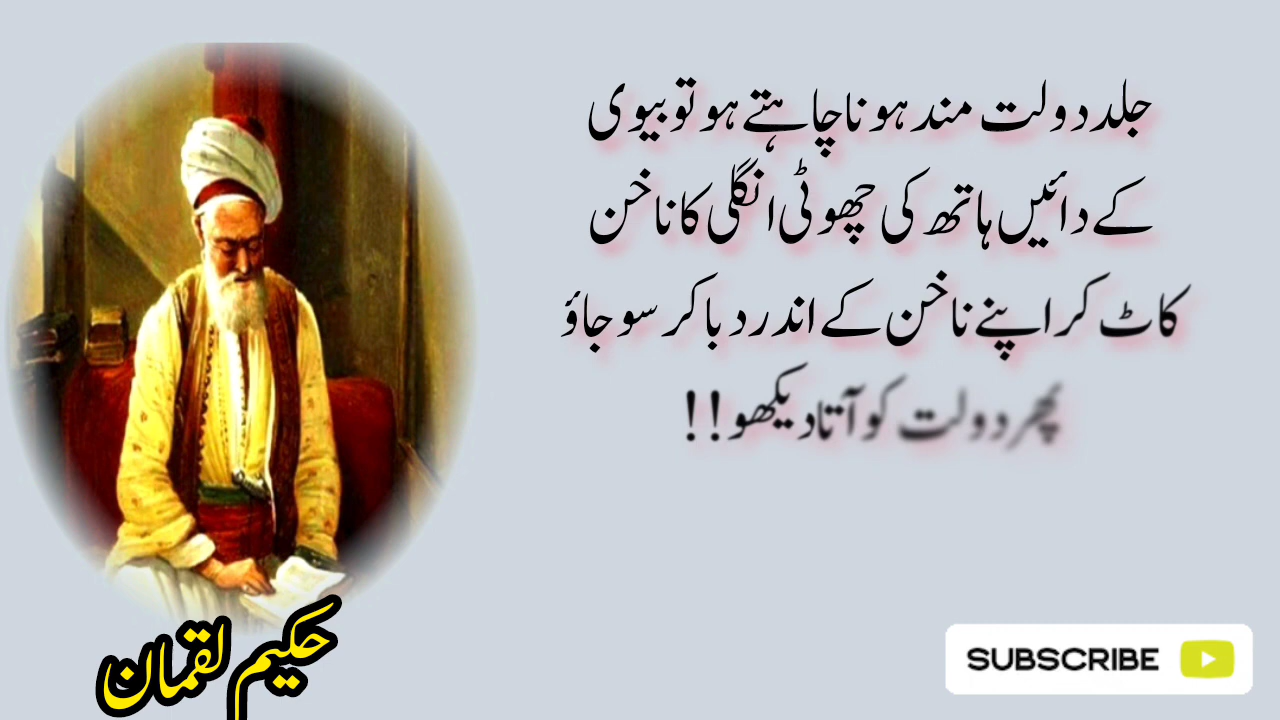 جلد دولت مند ہونا چاہتے ہو تو بیوی
کے دائیں ہاتھ کی چھوٹی انگلی کا ناخن
کاٹ کر اپنے ناخن کے اندر دبا کر سو جاؤ
پھر دولت کو آتا دیکھو !!
حکیم لقمان
SUBSCRIBE